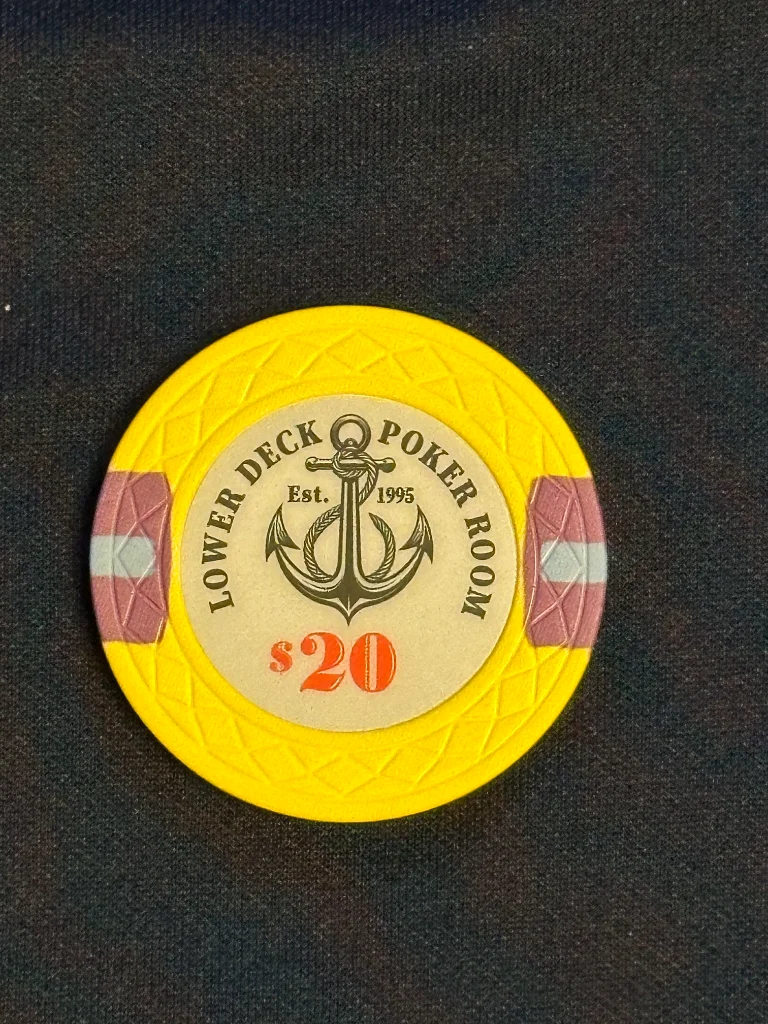 LOWER DECK POKER ROOM
Est. 1995
$20